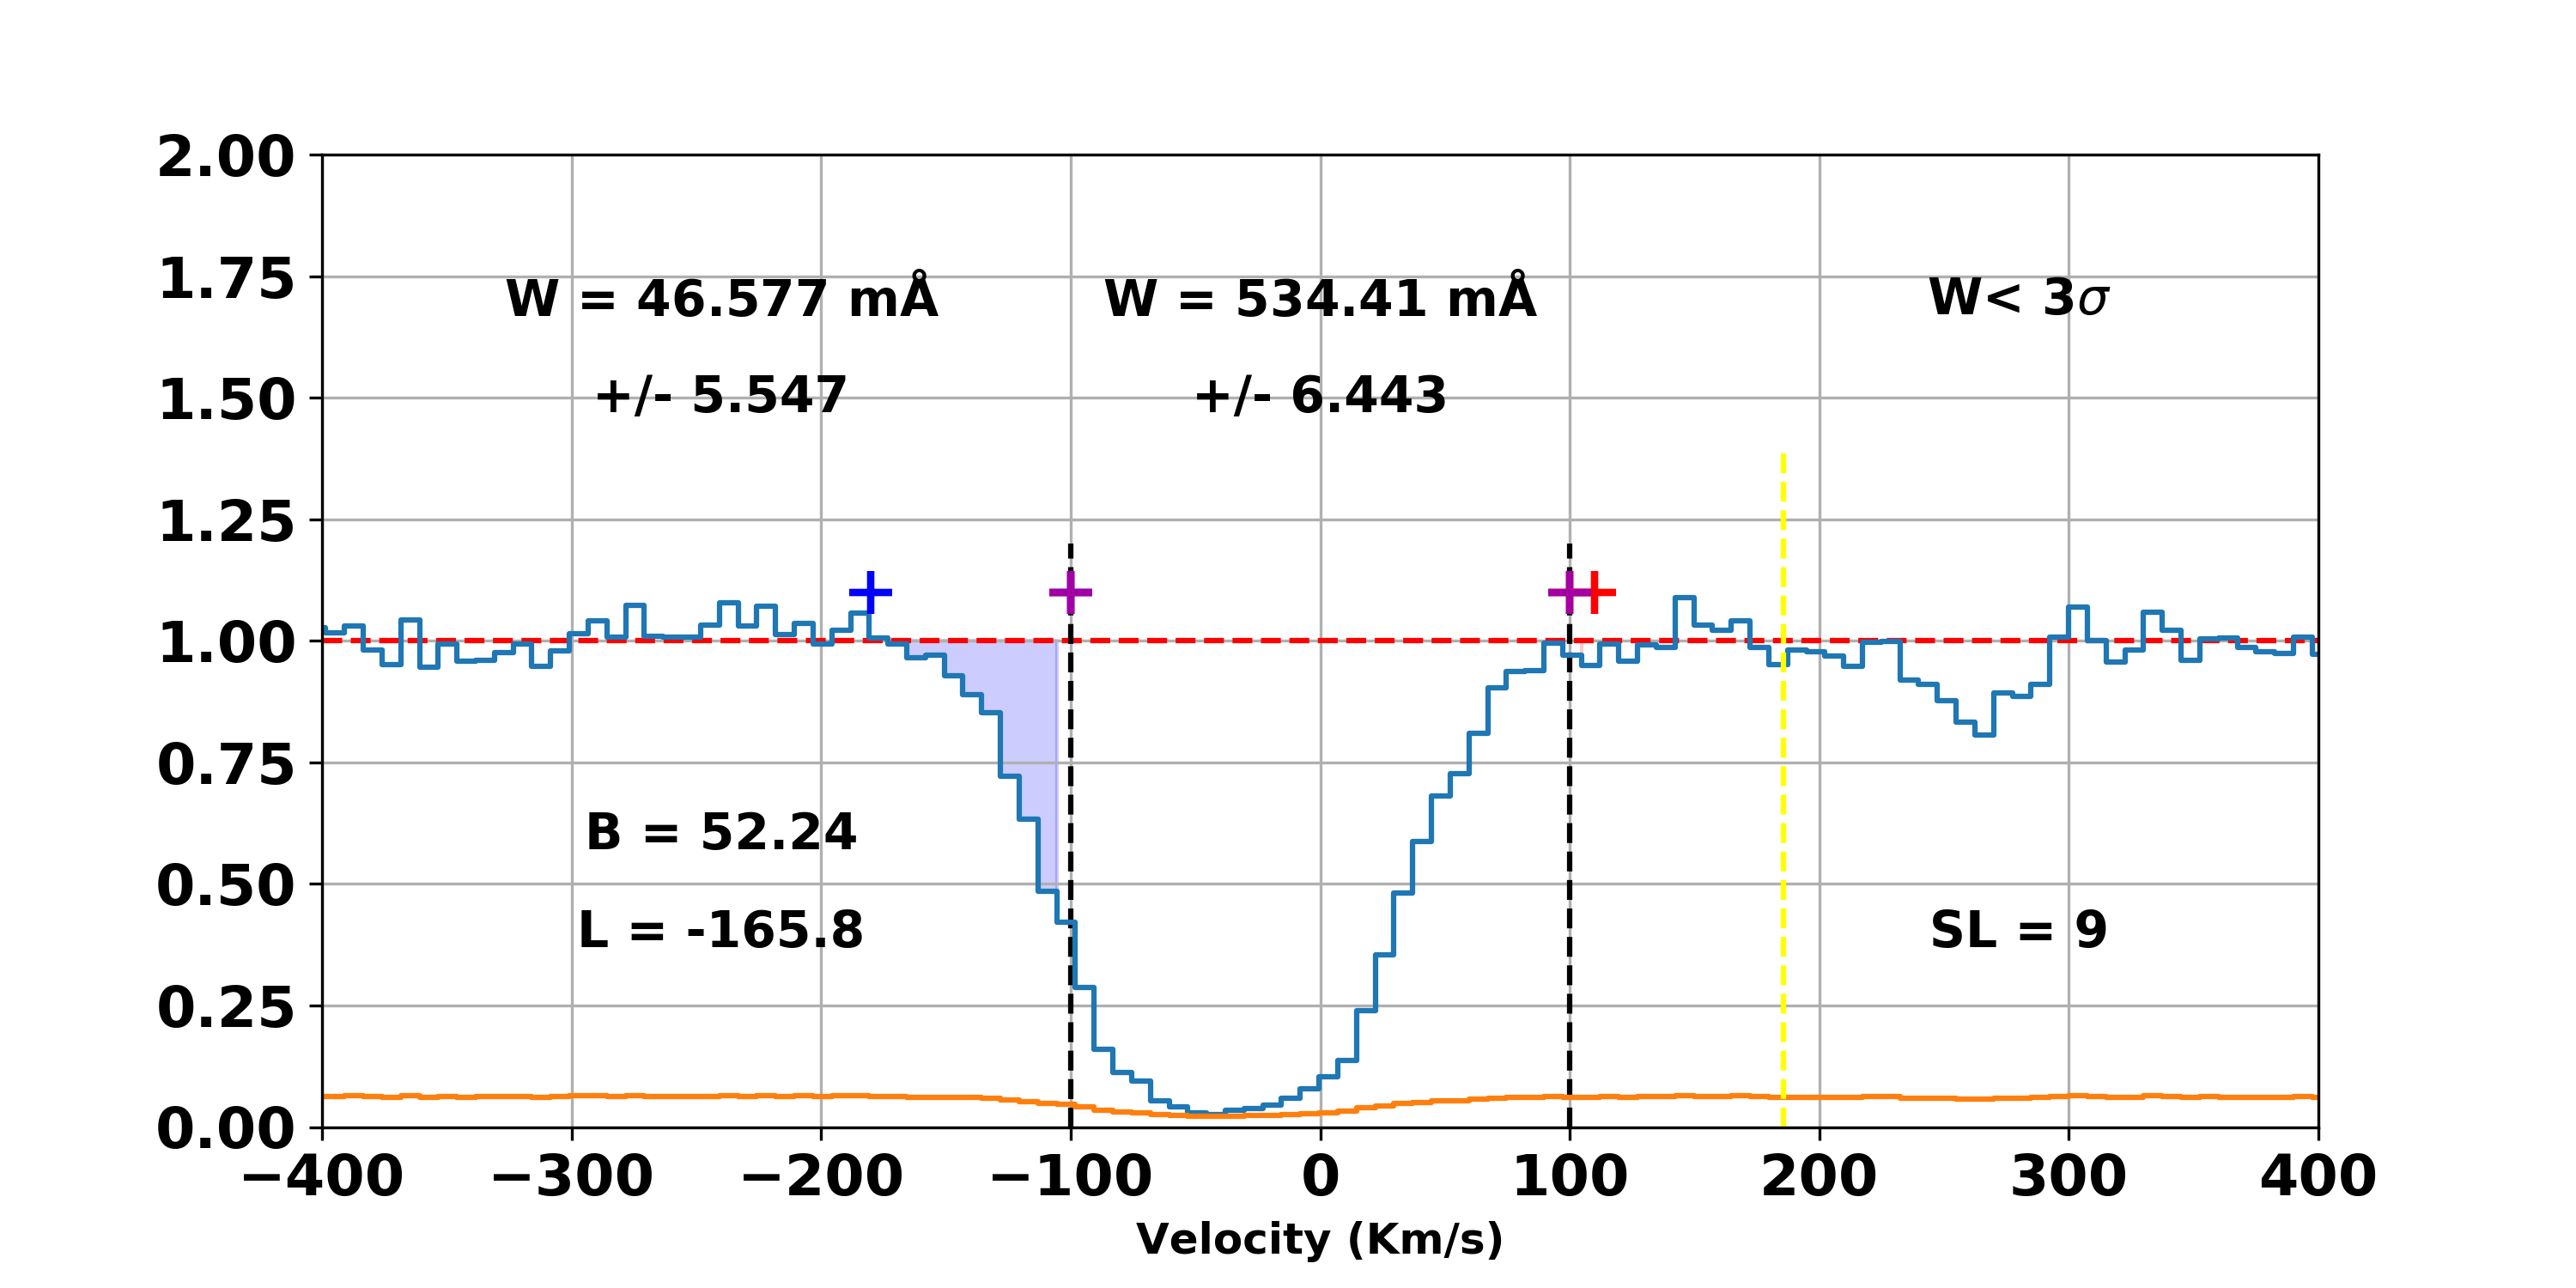 2.00
1.75
1.50
1.25
1.00
0.75
0.50
0.25
0.00
W = 46.577 mÅ
+/- 5.547
W = 534.41 mÅ
+/- 6.443
W< 3σ
B = 52.24
L = -165.8
SL = 9
−400 −300 −200 −100 0 100 200 300 400
Velocity (Km/s)